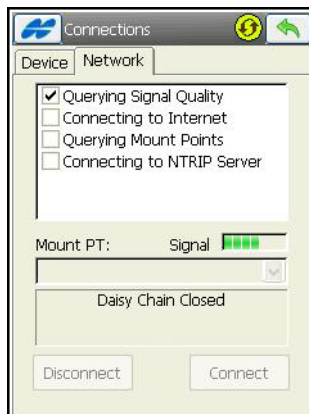 Connections
Device Network
Querying Signal Quality
Connecting to Internet
Querying Mount Points
Connecting to NTRIP Server
Mount PT: Signal
Daisy Chain Closed
Disconnect Connect